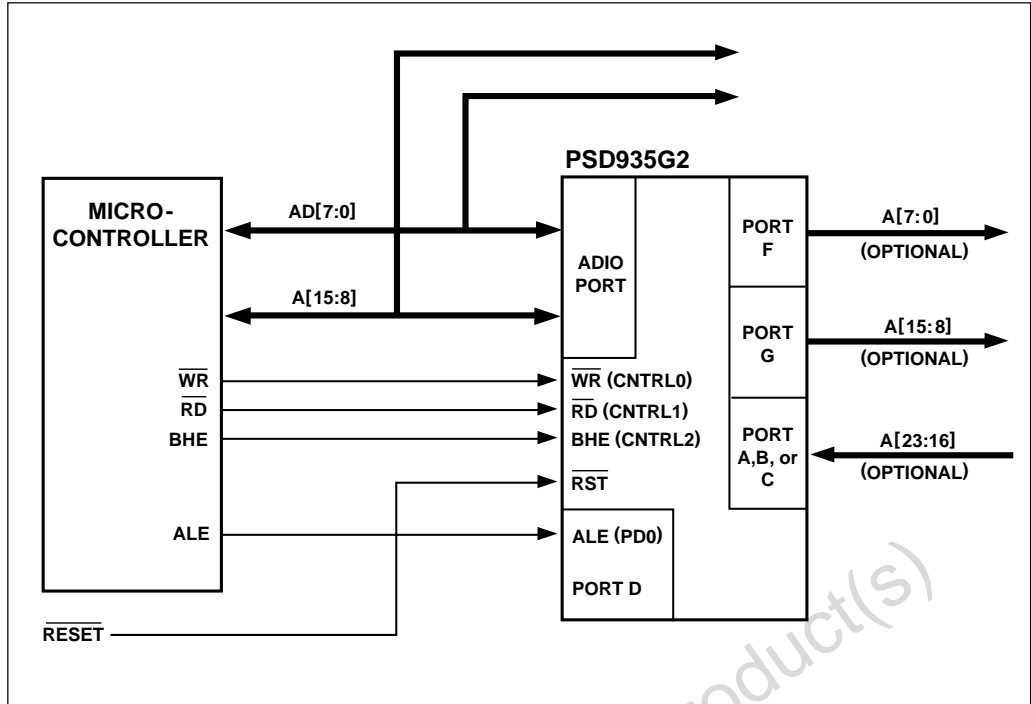 PSD935G2
MICRO-
CONTROLLER
AD[7:0]
A[15:8]
WR
RD
BHE
ALE
RESET
ADIO
PORT
WR (CNTRL0)
RD (CNTRL1)
BHE (CNTRL2)
RST
ALE (PD0)
PORT D
PORT
F
PORT
G
PORT
A,B, or
C
A[7:0]
(OPTIONAL)
A[15:8]
(OPTIONAL)
A[23:16]
(OPTIONAL)
roduct(s)